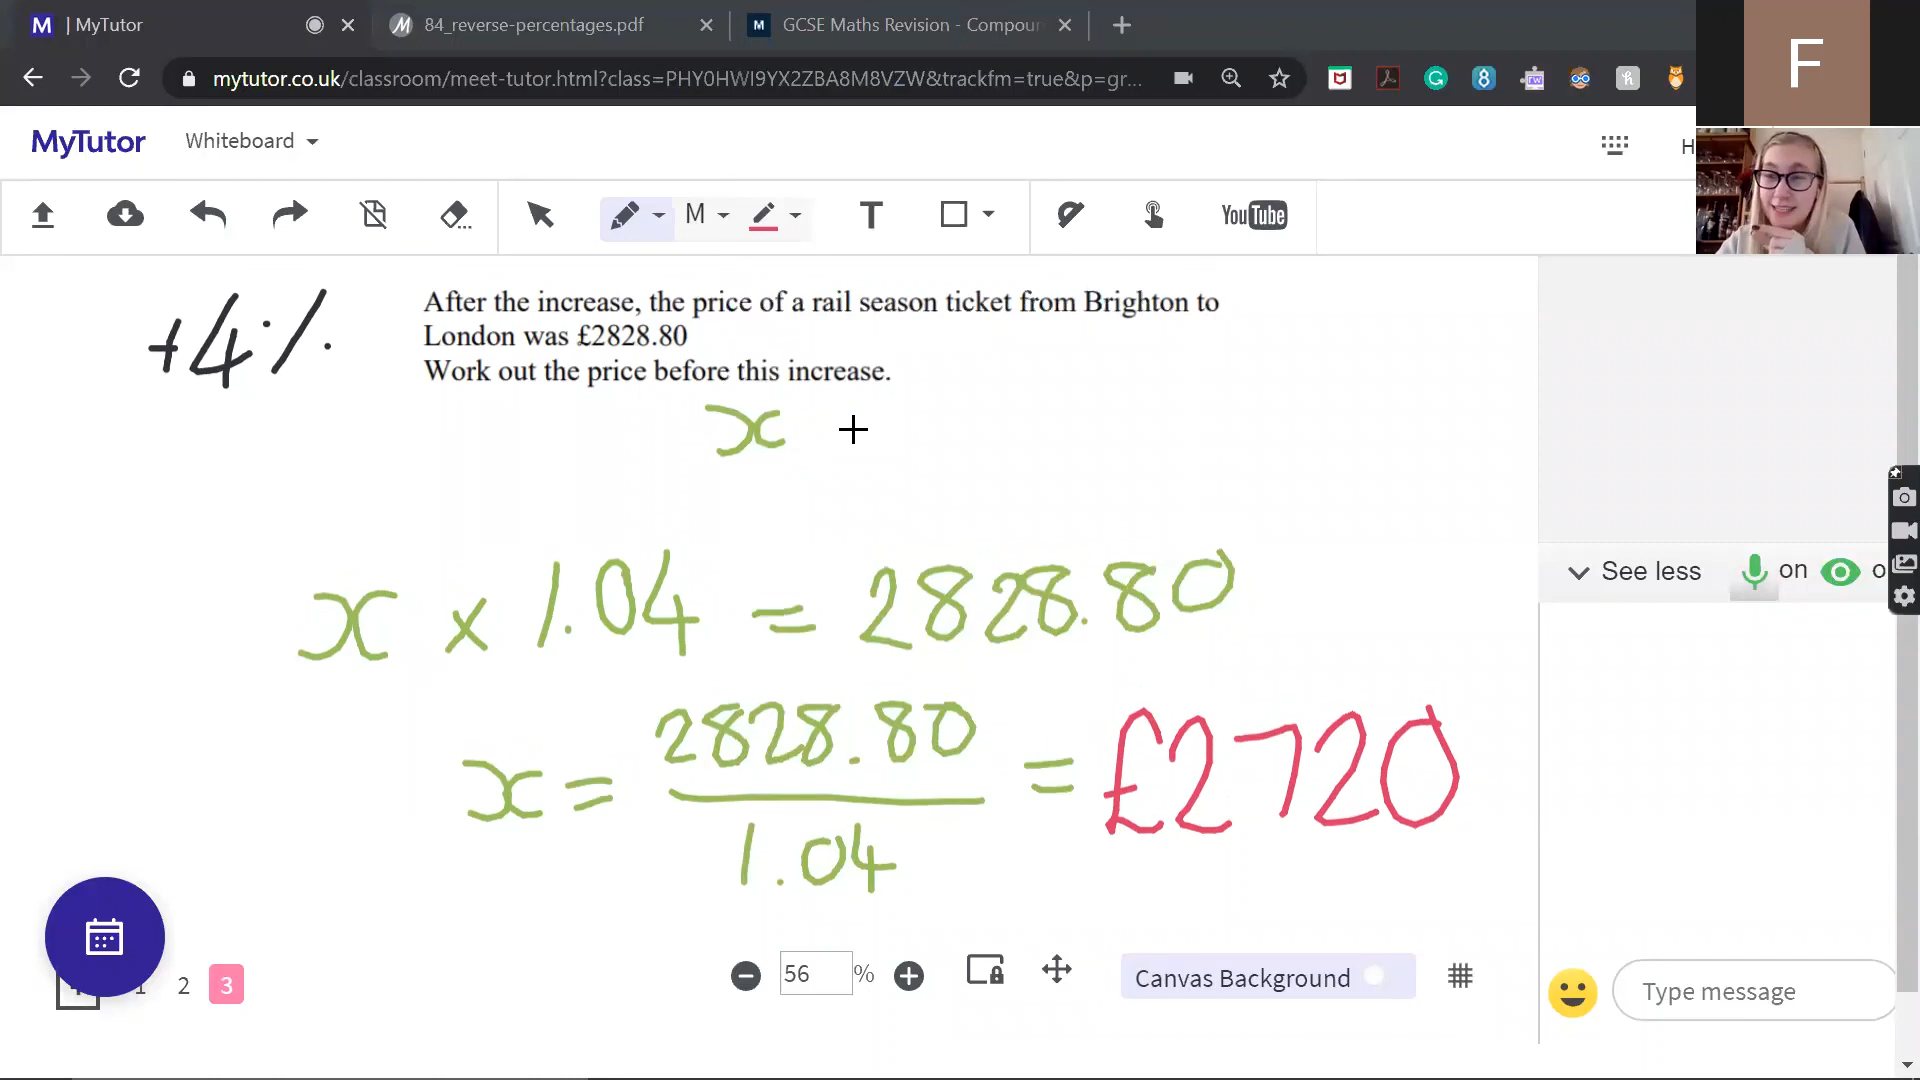 M | MyTutor
84_reverse-percentages.pdf
M GCSE Maths Revision - Compou
mytutor.co.uk/classroom/meet-tutor.html?class=PHY0HWI9YX2ZBA8M8VZW&trackfm=true&p=gr...
F
MyTutor
Whiteboard
H
M
T
YouTube
+4%
After the increase, the price of a rail season ticket from Brighton to
London was £2828.80
Work out the price before this increase.
x
x × 1.04 = 2828.80
x = 2828.80 = £2720
1.04
See less on o
1 2 3
56 %
Canvas Background
Type message